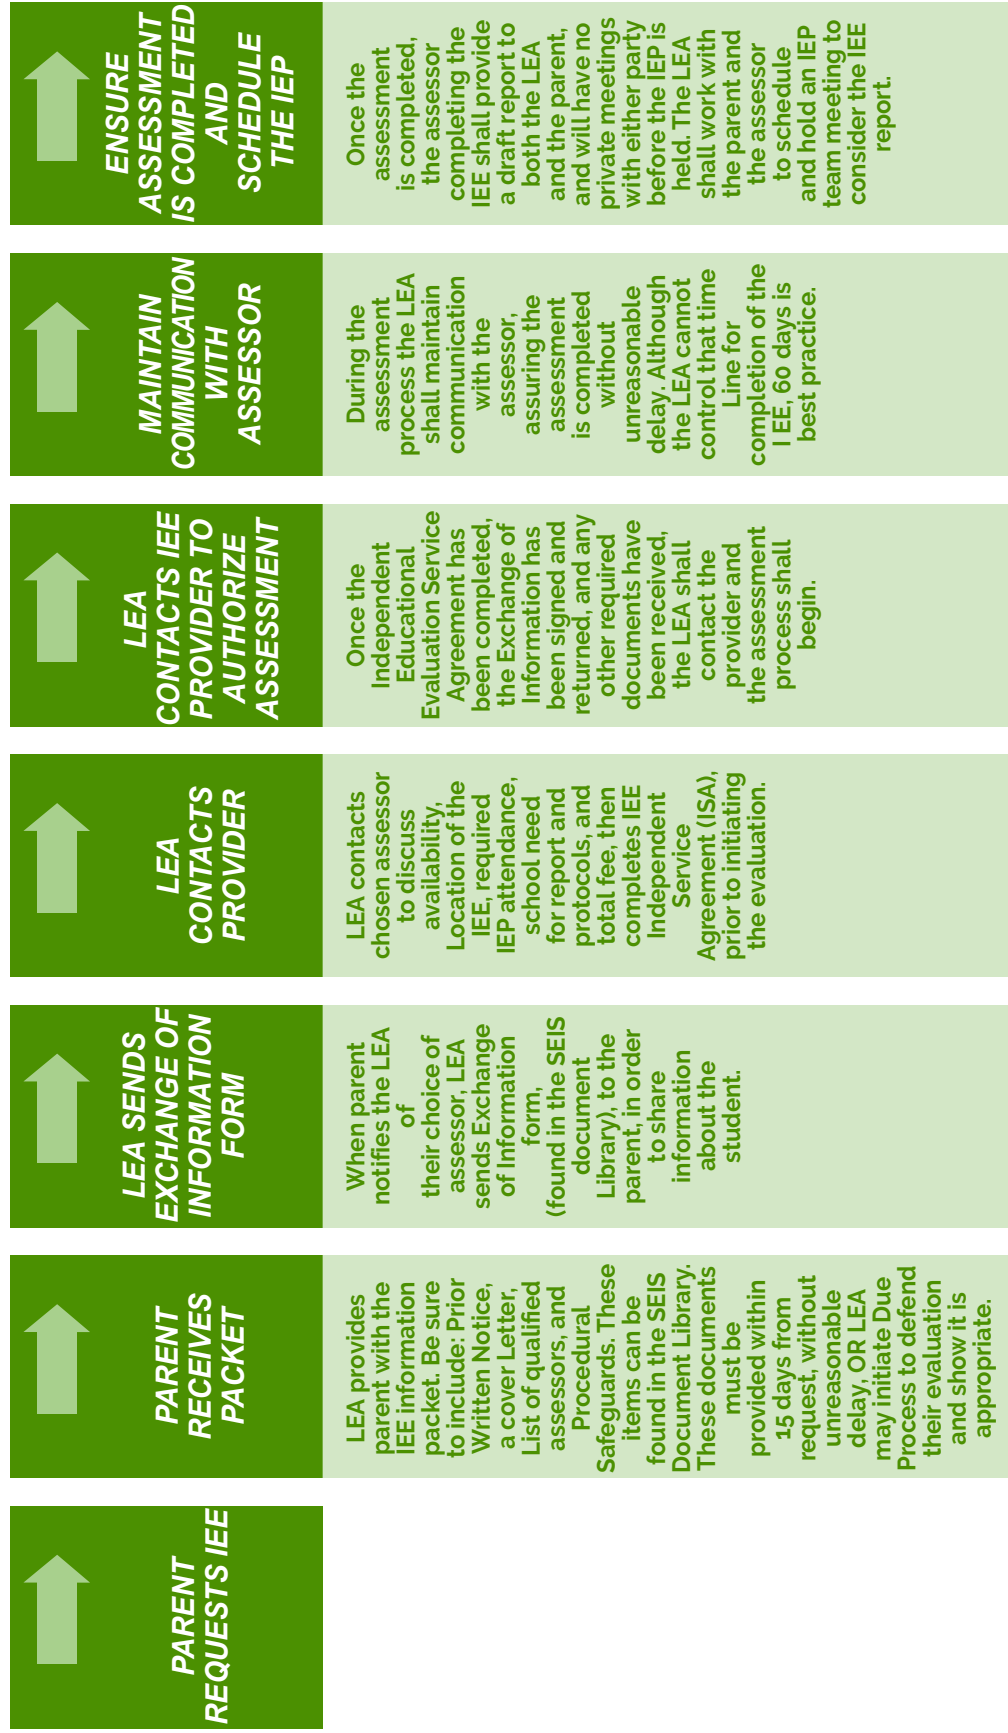 PARENT
REQUESTS IEE
PARENT
RECEIVES
PACKET
LEA provides
parent with the
IEE information
packet. Be sure
to include: Prior
Written Notice,
a cover Letter,
List of qualified
assessors, and
Procedural
Safeguards. These
items can be
found in the SEIS
Document Library.
These documents
must be
provided within
15 days from
request, without
unreasonable
delay, OR LEA
may initiate Due
Process to defend
their evaluation
and show it is
appropriate.
LEA SENDS
EXCHANGE OF
INFORMATION
FORM
When parent
notifies the LEA
of
their choice of
assessor, LEA
sends Exchange
of Information
form,
(found in the SEIS
document
Library), to the
parent, in order
to share
information
about the
student.
LEA
CONTACTS
PROVIDER
LEA contacts
chosen assessor
to discuss
availability,
Location of the
IEE, required
IEP attendance,
school need
for report and
protocols, and
total fee, then
completes IEE
Independent
Service
Agreement (ISA),
prior to initiating
the evaluation.
LEA
CONTACTS IEE
PROVIDER TO
AUTHORIZE
ASSESSMENT
Once the
Independent
Educational
Evaluation Service
Agreement has
been completed,
the Exchange of
Information has
been signed and
returned, and any
other required
documents have
been received,
the LEA shall
contact the
provider and
the assessment
process shall
begin.
MAINTAIN
COMMUNICATION
WITH
ASSESSOR
During the
assessment
process the LEA
shall maintain
communication
with the
assessor,
assuring the
assessment
is completed
without
unreasonable
delay. Although
the LEA cannot
control that time
Line for
completion of the
I EE, 60 days is
best practice.
ENSURE
ASSESSMENT
IS COMPLETED
AND
SCHEDULE
THE IEP
Once the
assessment
is completed,
the assessor
completing the
IEE shall provide
a draft report to
both the LEA
and the parent,
and will have no
private meetings
with either party
before the IEP is
held. The LEA
shall work with
the parent and
the assessor
to schedule
and hold an IEP
team meeting to
consider the IEE
report.